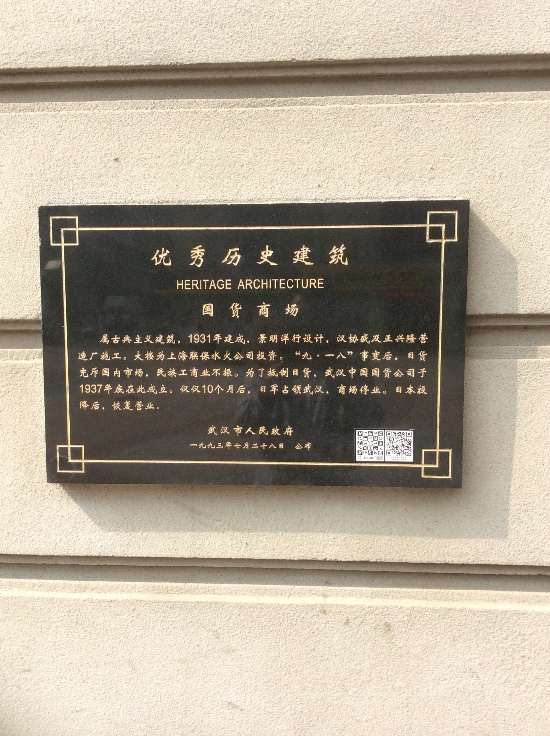 优秀历史建筑
HERITAGE ARCHITECTURE
国货商场
属古典主义建筑，1931年建成，景明洋行设计，汉协盛及正兴隆营
造厂施工。大楼为上海联保水火公司投资。“九·一八”事变后，日货
充斥国内市场，民族工商业不振。为了抵制日货，武汉中国国货公司于
1937年底在此成立。仅仅10个月后，日军占领武汉，商场停业。日本投
降后，恢复营业.
武汉市人民政府
一九九三年七月二十八日 公布